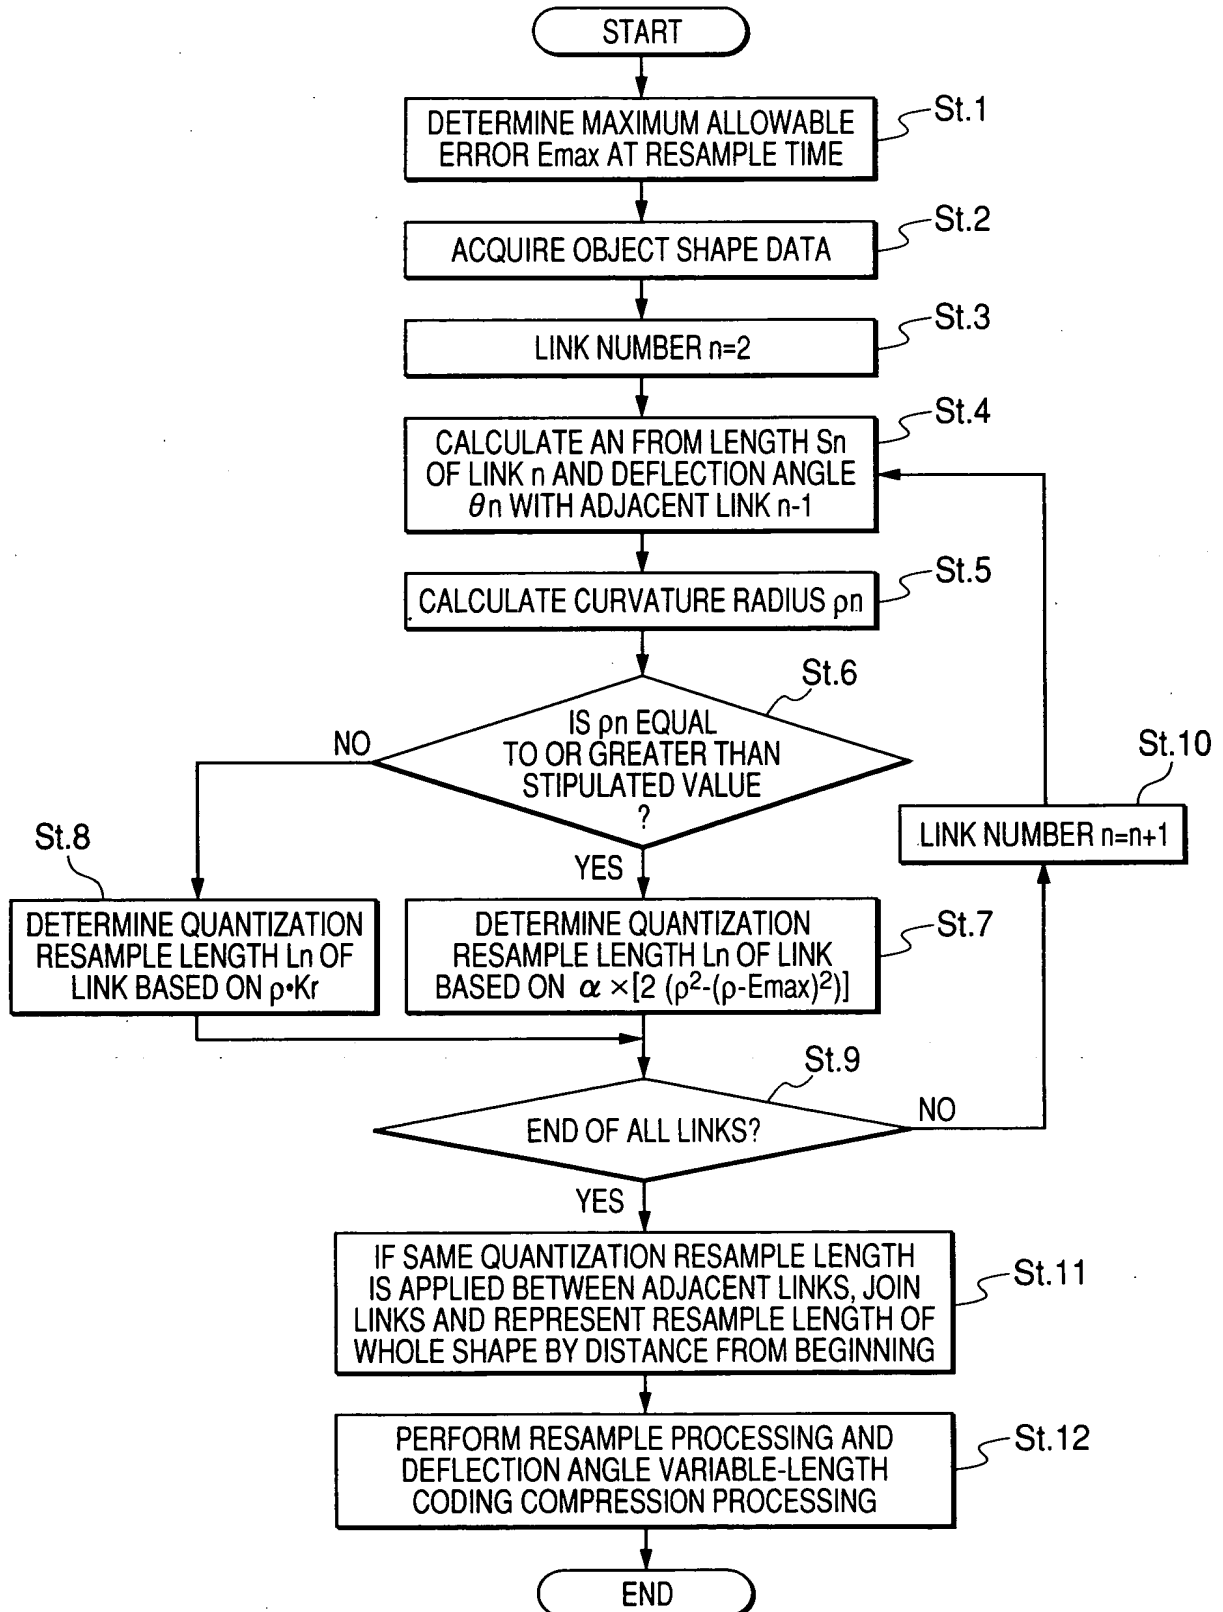 START
DETERMINE MAXIMUM ALLOWABLE
ERROR Emax AT RESAMPLE TIME
St.1
ACQUIRE OBJECT SHAPE DATA
St.2
LINK NUMBER n=2
St.3
CALCULATE AN FROM LENGTH Sn
OF LINK n AND DEFLECTION ANGLE
θn WITH ADJACENT LINK n-1
St.4
CALCULATE CURVATURE RADIUS ρn
St.5
IS ρn EQUAL
TO OR GREATER THAN
STIPULATED VALUE
?
St.6
NO
YES
St.10
LINK NUMBER n=n+1
St.8
DETERMINE QUANTIZATION
RESAMPLE LENGTH Ln OF
LINK BASED ON ρ•Kr
DETERMINE QUANTIZATION
RESAMPLE LENGTH Ln OF LINK
BASED ON α×[2 (ρ²-(ρ-Emax)²)]
St.7
END OF ALL LINKS?
St.9
NO
YES
IF SAME QUANTIZATION RESAMPLE LENGTH
IS APPLIED BETWEEN ADJACENT LINKS, JOIN
LINKS AND REPRESENT RESAMPLE LENGTH OF
WHOLE SHAPE BY DISTANCE FROM BEGINNING
St.11
PERFORM RESAMPLE PROCESSING AND
DEFLECTION ANGLE VARIABLE-LENGTH
CODING COMPRESSION PROCESSING
St.12
END